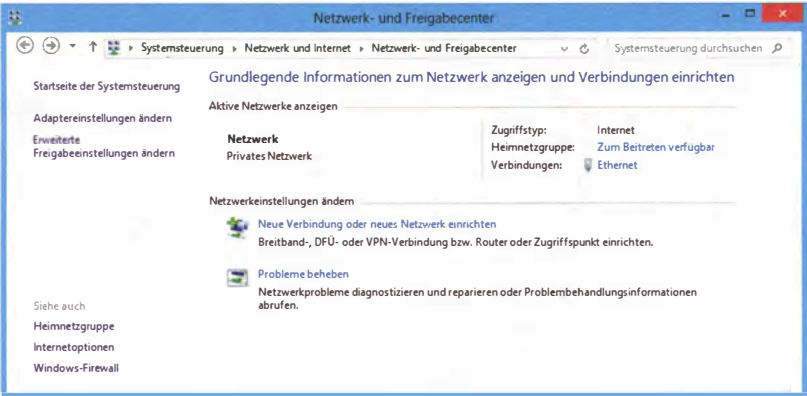 Netzwerk- und Freigabecenter
Systemsteuerung ▸ Netzwerk und Internet ▸ Netzwerk- und Freigabecenter
Systemsteuerung durchsuchen
Startseite der Systemsteuerung
Adaptereinstellungen ändern
Erweiterte
Freigabeeinstellungen ändern
Grundlegende Informationen zum Netzwerk anzeigen und Verbindungen einrichten
Aktive Netzwerke anzeigen
Netzwerk
Privates Netzwerk
Zugriffstyp: Internet
Heimnetzgruppe: Zum Beitreten verfügbar
Verbindungen: Ethernet
Netzwerkeinstellungen ändern
Neue Verbindung oder neues Netzwerk einrichten
Breitband-, DFÜ- oder VPN-Verbindung bzw. Router oder Zugriffspunkt einrichten.
Probleme beheben
Netzwerkprobleme diagnostizieren und reparieren oder Problembehandlungsinformationen
abrufen.
Siehe auch
Heimnetzgruppe
Internetoptionen
Windows-Firewall